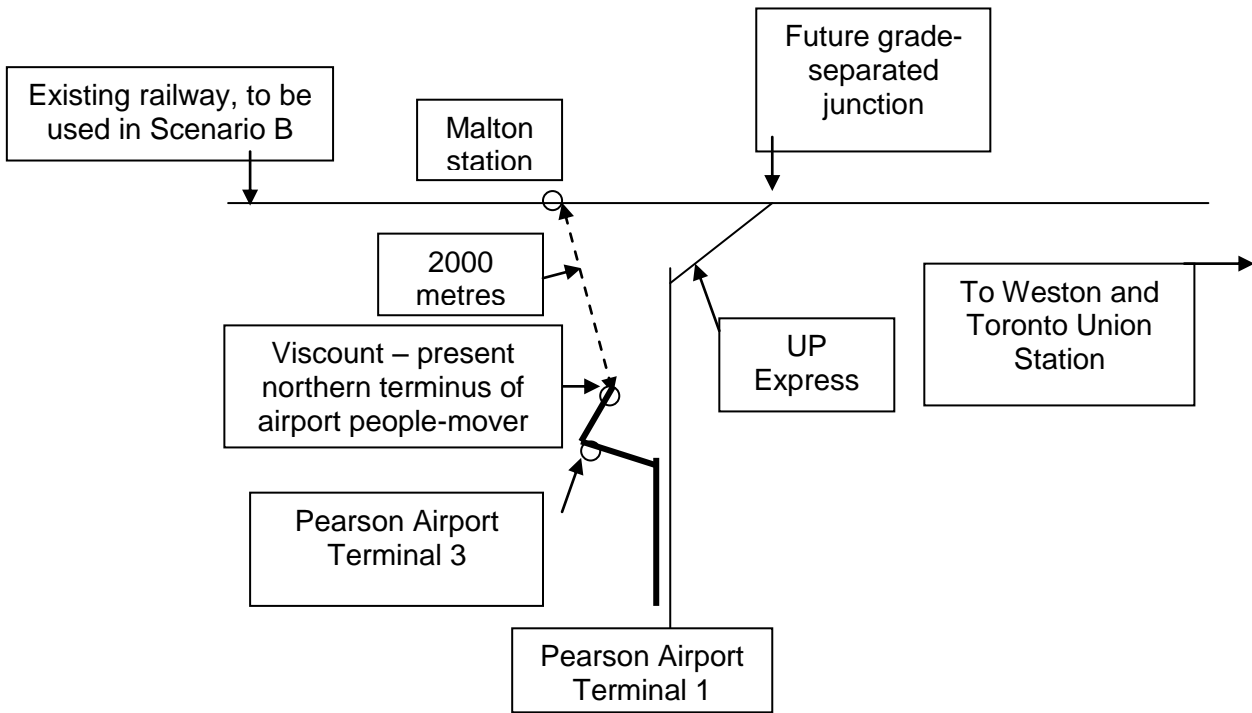 Future grade-
separated
junction
Existing railway, to be
used in Scenario B
Malton
station
2000
metres
To Weston and
Toronto Union
Station
UP
Express
Viscount – present
northern terminus of
airport people-mover
Pearson Airport
Terminal 3
Pearson Airport
Terminal 1